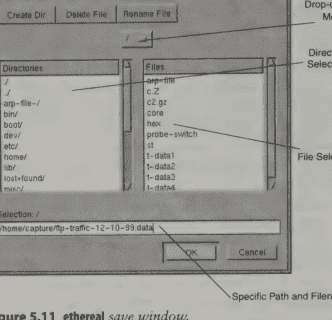 Create Dir Delete File Rename File
/
Directories Files
./
../
arp-file-/
bin/
boot/
dev/
etc/
home/
lib/
lost+found/
misc/
arp-file
c.Z
c2.gz
core
hex
probe-switch
st
t-data1
t-data2
t-data3
t-data4
Selection: /
/home/capture/ftp-traffic-12-10-99.data
OK Cancel
Specific Path and Filen
gure 5.11 ethereal save window.
Drop-d
M
Direc
Selec
File Sele